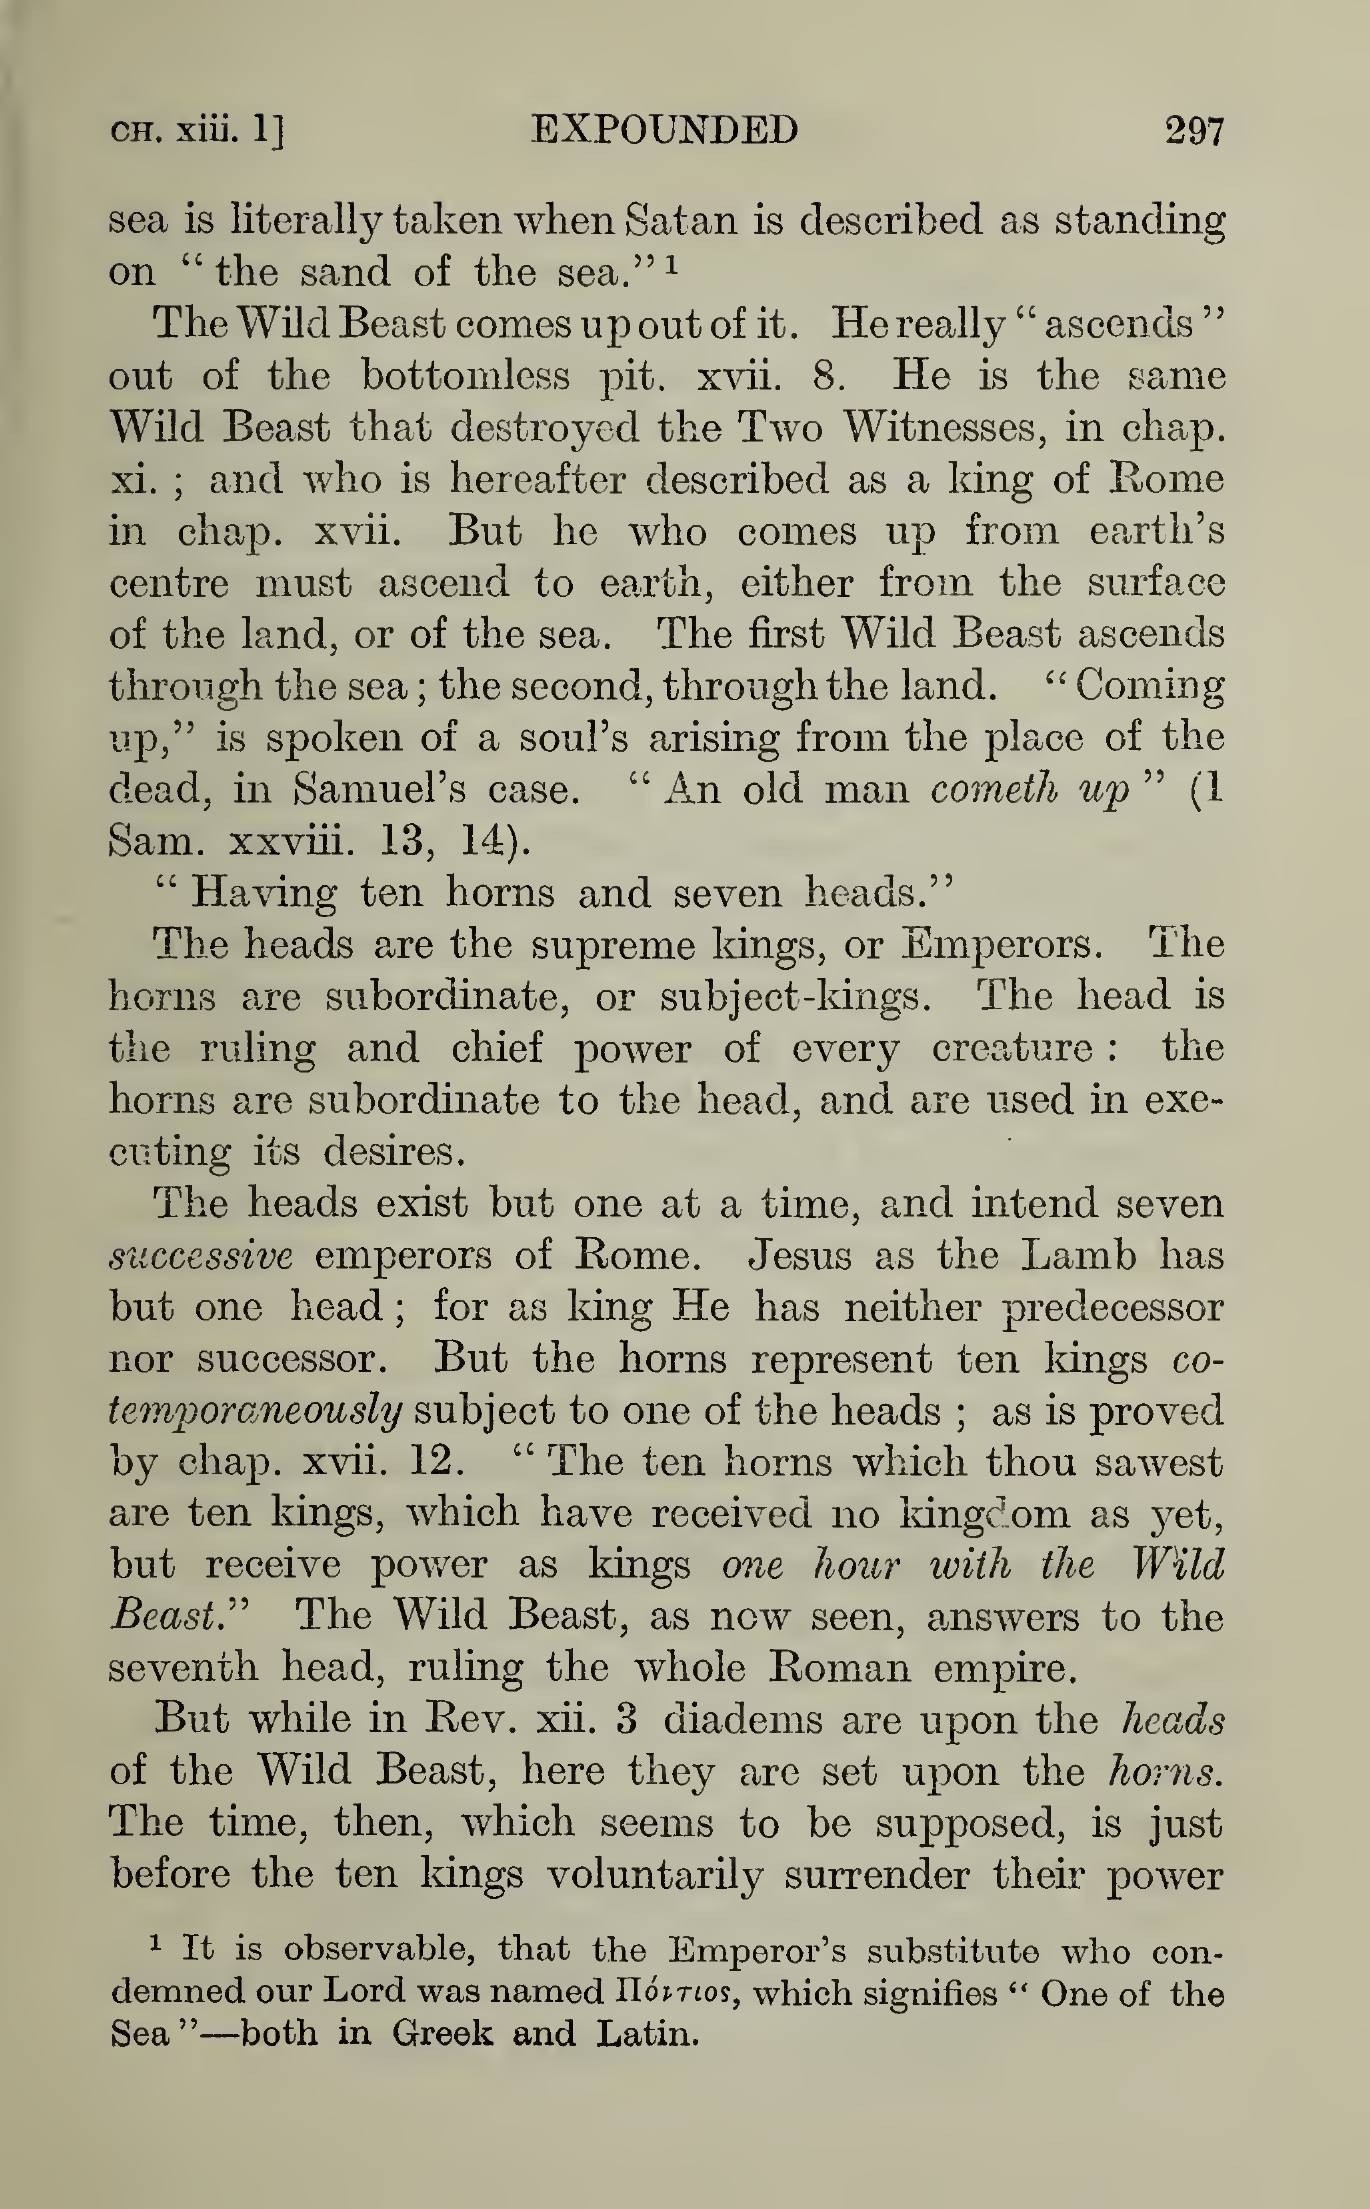 CH. xiii. 1] EXPOUNDED 297
sea is literally taken when Satan is described as standing
on “the sand of the sea.”¹
The Wild Beast comes up out of it. He really “ascends”
out of the bottomless pit. xvii. 8. He is the same
Wild Beast that destroyed the Two Witnesses, in chap.
xi. ; and who is hereafter described as a king of Rome
in chap. xvii. But he who comes up from earth’s
centre must ascend to earth, either from the surface
of the land, or of the sea. The first Wild Beast ascends
through the sea ; the second, through the land. “Coming
up,” is spoken of a soul’s arising from the place of the
dead, in Samuel’s case. “An old man cometh up” (1
Sam. xxviii. 13, 14).
“Having ten horns and seven heads.”
The heads are the supreme kings, or Emperors. The
horns are subordinate, or subject-kings. The head is
the ruling and chief power of every creature : the
horns are subordinate to the head, and are used in exe-
cuting its desires.
The heads exist but one at a time, and intend seven
successive emperors of Rome. Jesus as the Lamb has
but one head ; for as king He has neither predecessor
nor successor. But the horns represent ten kings co-
temporaneously subject to one of the heads ; as is proved
by chap. xvii. 12. “The ten horns which thou sawest
are ten kings, which have received no kingdom as yet,
but receive power as kings one hour with the Wild
Beast.” The Wild Beast, as now seen, answers to the
seventh head, ruling the whole Roman empire.
But while in Rev. xii. 3 diadems are upon the heads
of the Wild Beast, here they are set upon the horns.
The time, then, which seems to be supposed, is just
before the ten kings voluntarily surrender their power
¹ It is observable, that the Emperor’s substitute who con-
demned our Lord was named Πόντιος, which signifies “One of the
Sea”—both in Greek and Latin.